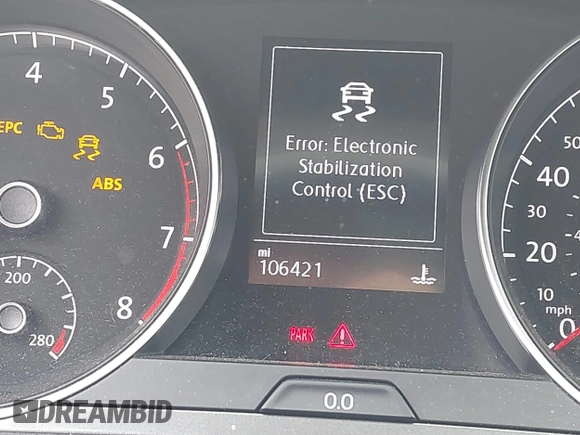 4
5
6
7
8
EPC
ABS
200
280
Error: Electronic
Stabilization
Control (ESC)
mi
106421
PARK
0.0
50
40
30
20
10
mph
0
DREAMBID